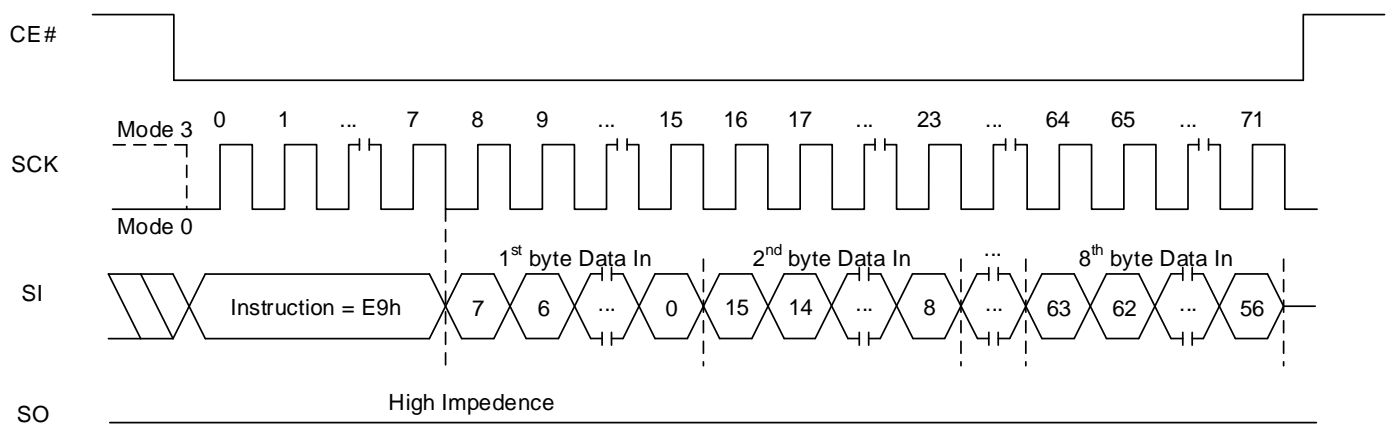 CE#
0 1 ... 7 8 9 ... 15 16 17 ... 23 ... 64 65 ... 71
Mode 3
SCK
Mode 0
1st byte Data In 2nd byte Data In ... 8th byte Data In
SI Instruction = E9h 7 6 ... 0 15 14 ... 8 ... 63 62 ... 56
High Impedence
SO